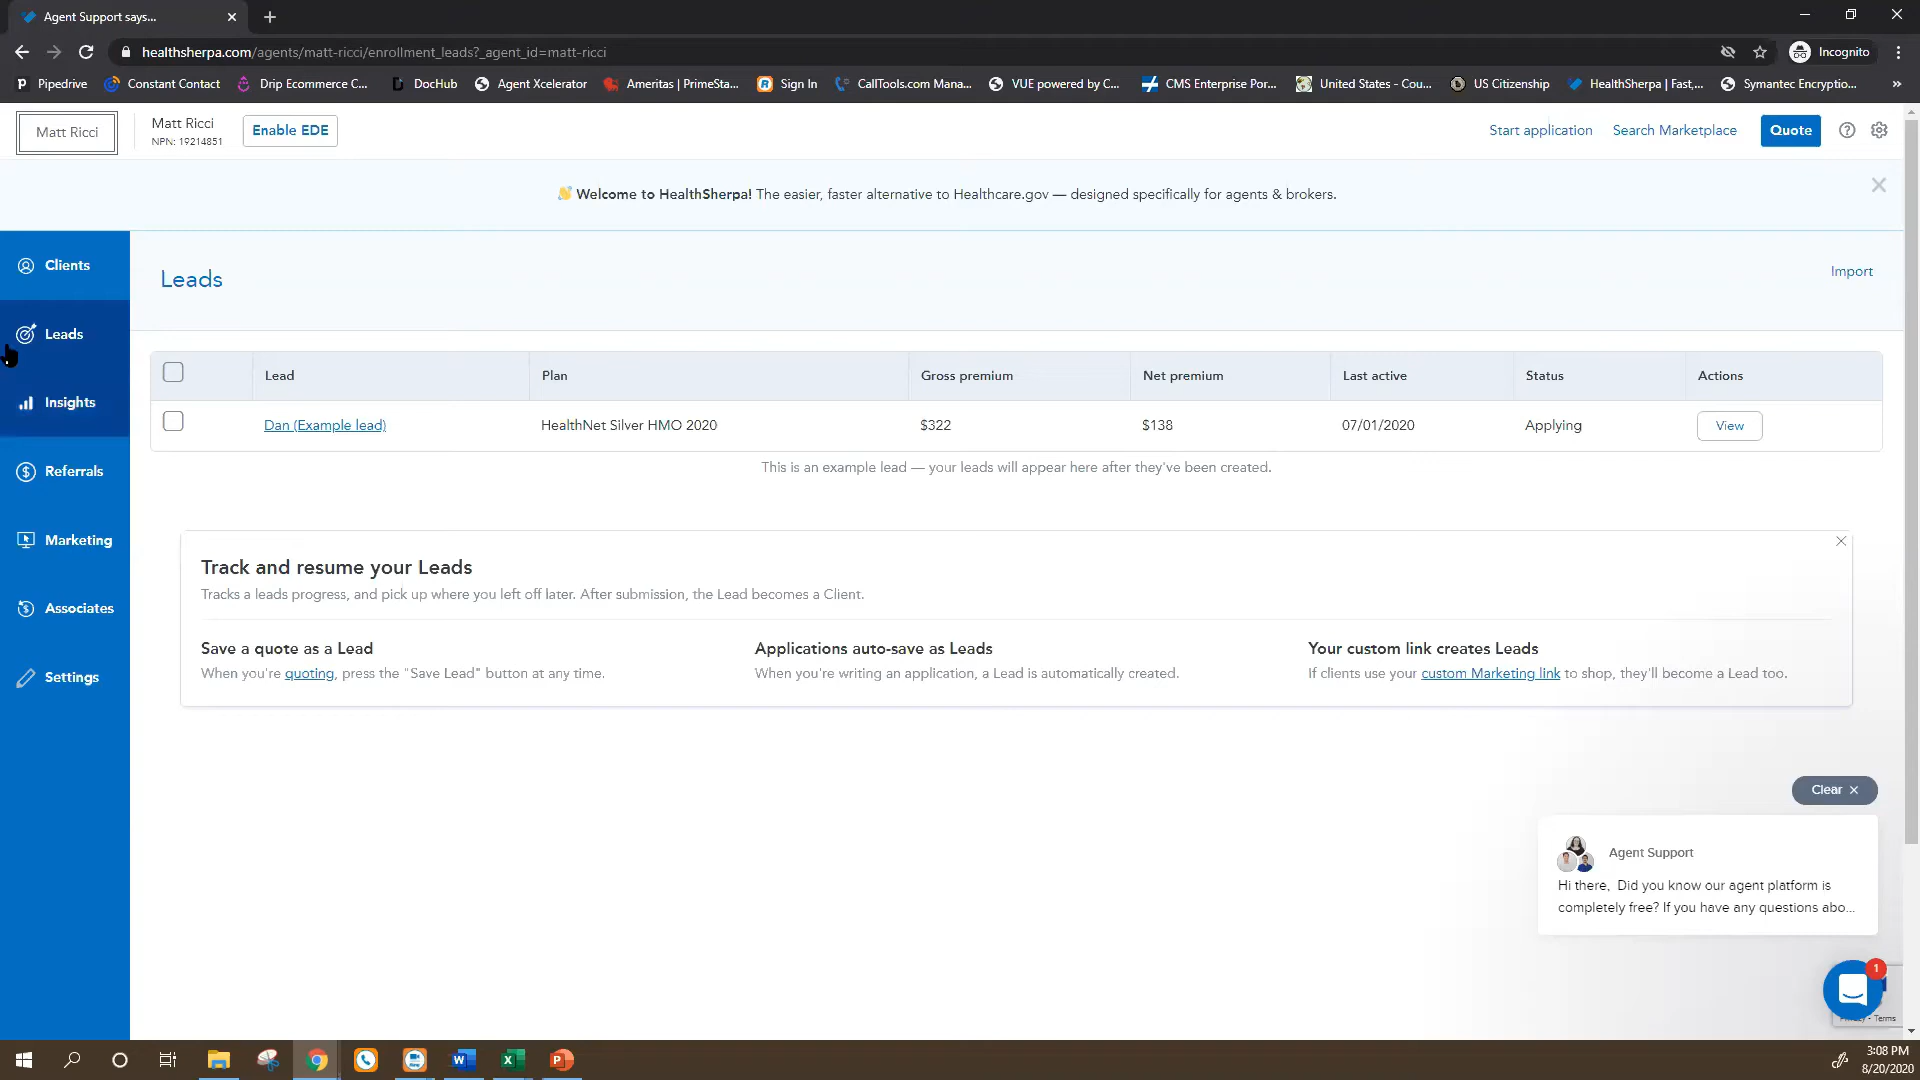 Agent Support says...
healthsherpa.com/agents/matt-ricci/enrollment_leads?_agent_id=matt-ricci
Incognito
Pipedrive
Constant Contact
Drip Ecommerce C...
DocHub
Agent Xcelerator
Ameritas | PrimeSta...
Sign In
CallTools.com Mana...
VUE powered by C...
CMS Enterprise Por...
United States - Cou...
US Citizenship
HealthSherpa | Fast,...
Symantec Encryptio...
»
Matt Ricci
Matt Ricci
NPN: 19214851
Enable EDE
Start application
Search Marketplace
Quote
👋 Welcome to HealthSherpa! The easier, faster alternative to Healthcare.gov — designed specifically for agents & brokers.
Clients
Leads
Insights
Referrals
Marketing
Associates
Settings
Leads
Import
Lead Plan Gross premium Net premium Last active Status Actions
Dan (Example lead) HealthNet Silver HMO 2020 $322 $138 07/01/2020 Applying View
This is an example lead — your leads will appear here after they've been created.
Track and resume your Leads
Tracks a leads progress, and pick up where you left off later. After submission, the Lead becomes a Client.
Save a quote as a Lead
When you're quoting, press the "Save Lead" button at any time.
Applications auto-save as Leads
When you're writing an application, a Lead is automatically created.
Your custom link creates Leads
If clients use your custom Marketing link to shop, they'll become a Lead too.
Clear ×
Agent Support
Hi there, Did you know our agent platform is
completely free? If you have any questions abo...
1
Terms
3:08 PM
8/20/2020